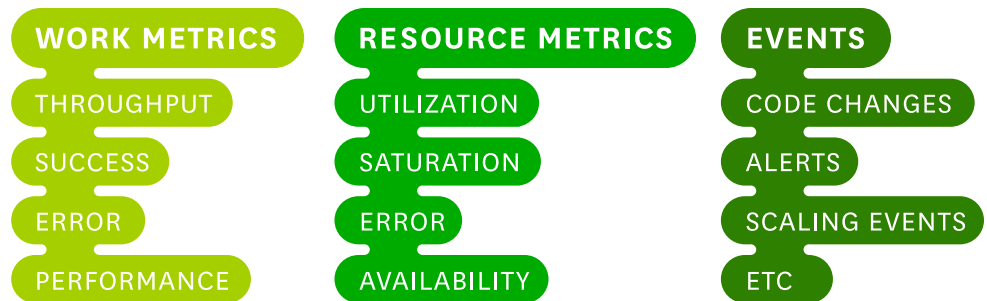 WORK METRICS
THROUGHPUT
SUCCESS
ERROR
PERFORMANCE
RESOURCE METRICS
UTILIZATION
SATURATION
ERROR
AVAILABILITY
EVENTS
CODE CHANGES
ALERTS
SCALING EVENTS
ETC